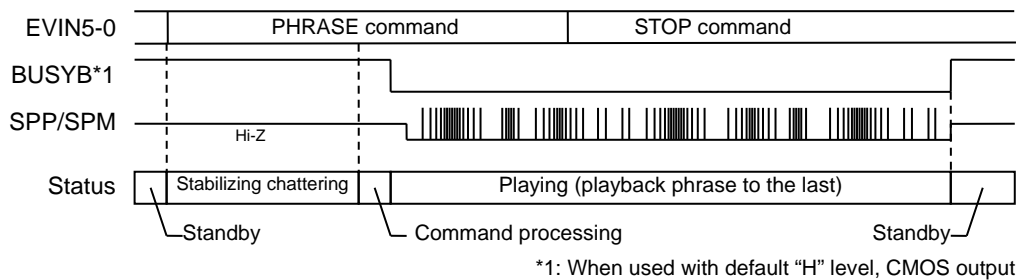 EVIN5-0 PHRASE command STOP command
BUSYB*1
SPP/SPM
Hi-Z
Status Stabilizing chattering Playing (playback phrase to the last)
Standby Command processing Standby
*1: When used with default “H” level, CMOS output